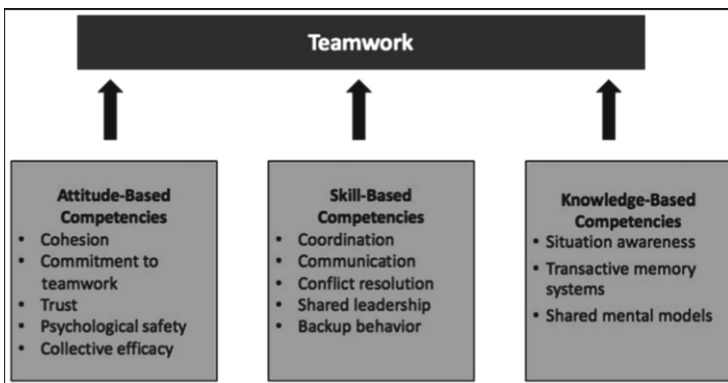 Teamwork
Attitude-Based
Competencies
• Cohesion
• Commitment to
teamwork
• Trust
• Psychological safety
• Collective efficacy
Skill-Based
Competencies
• Coordination
• Communication
• Conflict resolution
• Shared leadership
• Backup behavior
Knowledge-Based
Competencies
• Situation awareness
• Transactive memory
systems
• Shared mental models